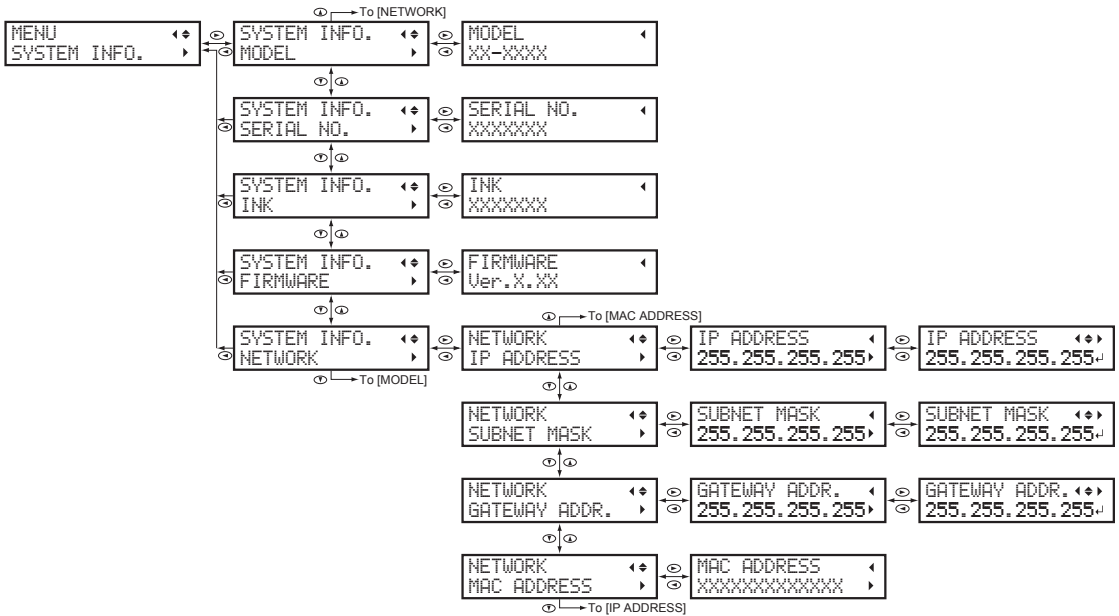 To [NETWORK]
MENU
SYSTEM INFO.
SYSTEM INFO.
MODEL
MODEL
XX-XXXX
SYSTEM INFO.
SERIAL NO.
SERIAL NO.
XXXXXXX
SYSTEM INFO.
INK
INK
XXXXXXX
SYSTEM INFO.
FIRMWARE
FIRMWARE
Ver.X.XX
To [MAC ADDRESS]
SYSTEM INFO.
NETWORK
NETWORK
IP ADDRESS
IP ADDRESS
255.255.255.255
IP ADDRESS
255.255.255.255
To [MODEL]
NETWORK
SUBNET MASK
SUBNET MASK
255.255.255.255
SUBNET MASK
255.255.255.255
NETWORK
GATEWAY ADDR.
GATEWAY ADDR.
255.255.255.255
GATEWAY ADDR.
255.255.255.255
NETWORK
MAC ADDRESS
MAC ADDRESS
XXXXXXXXXXXXX
To [IP ADDRESS]